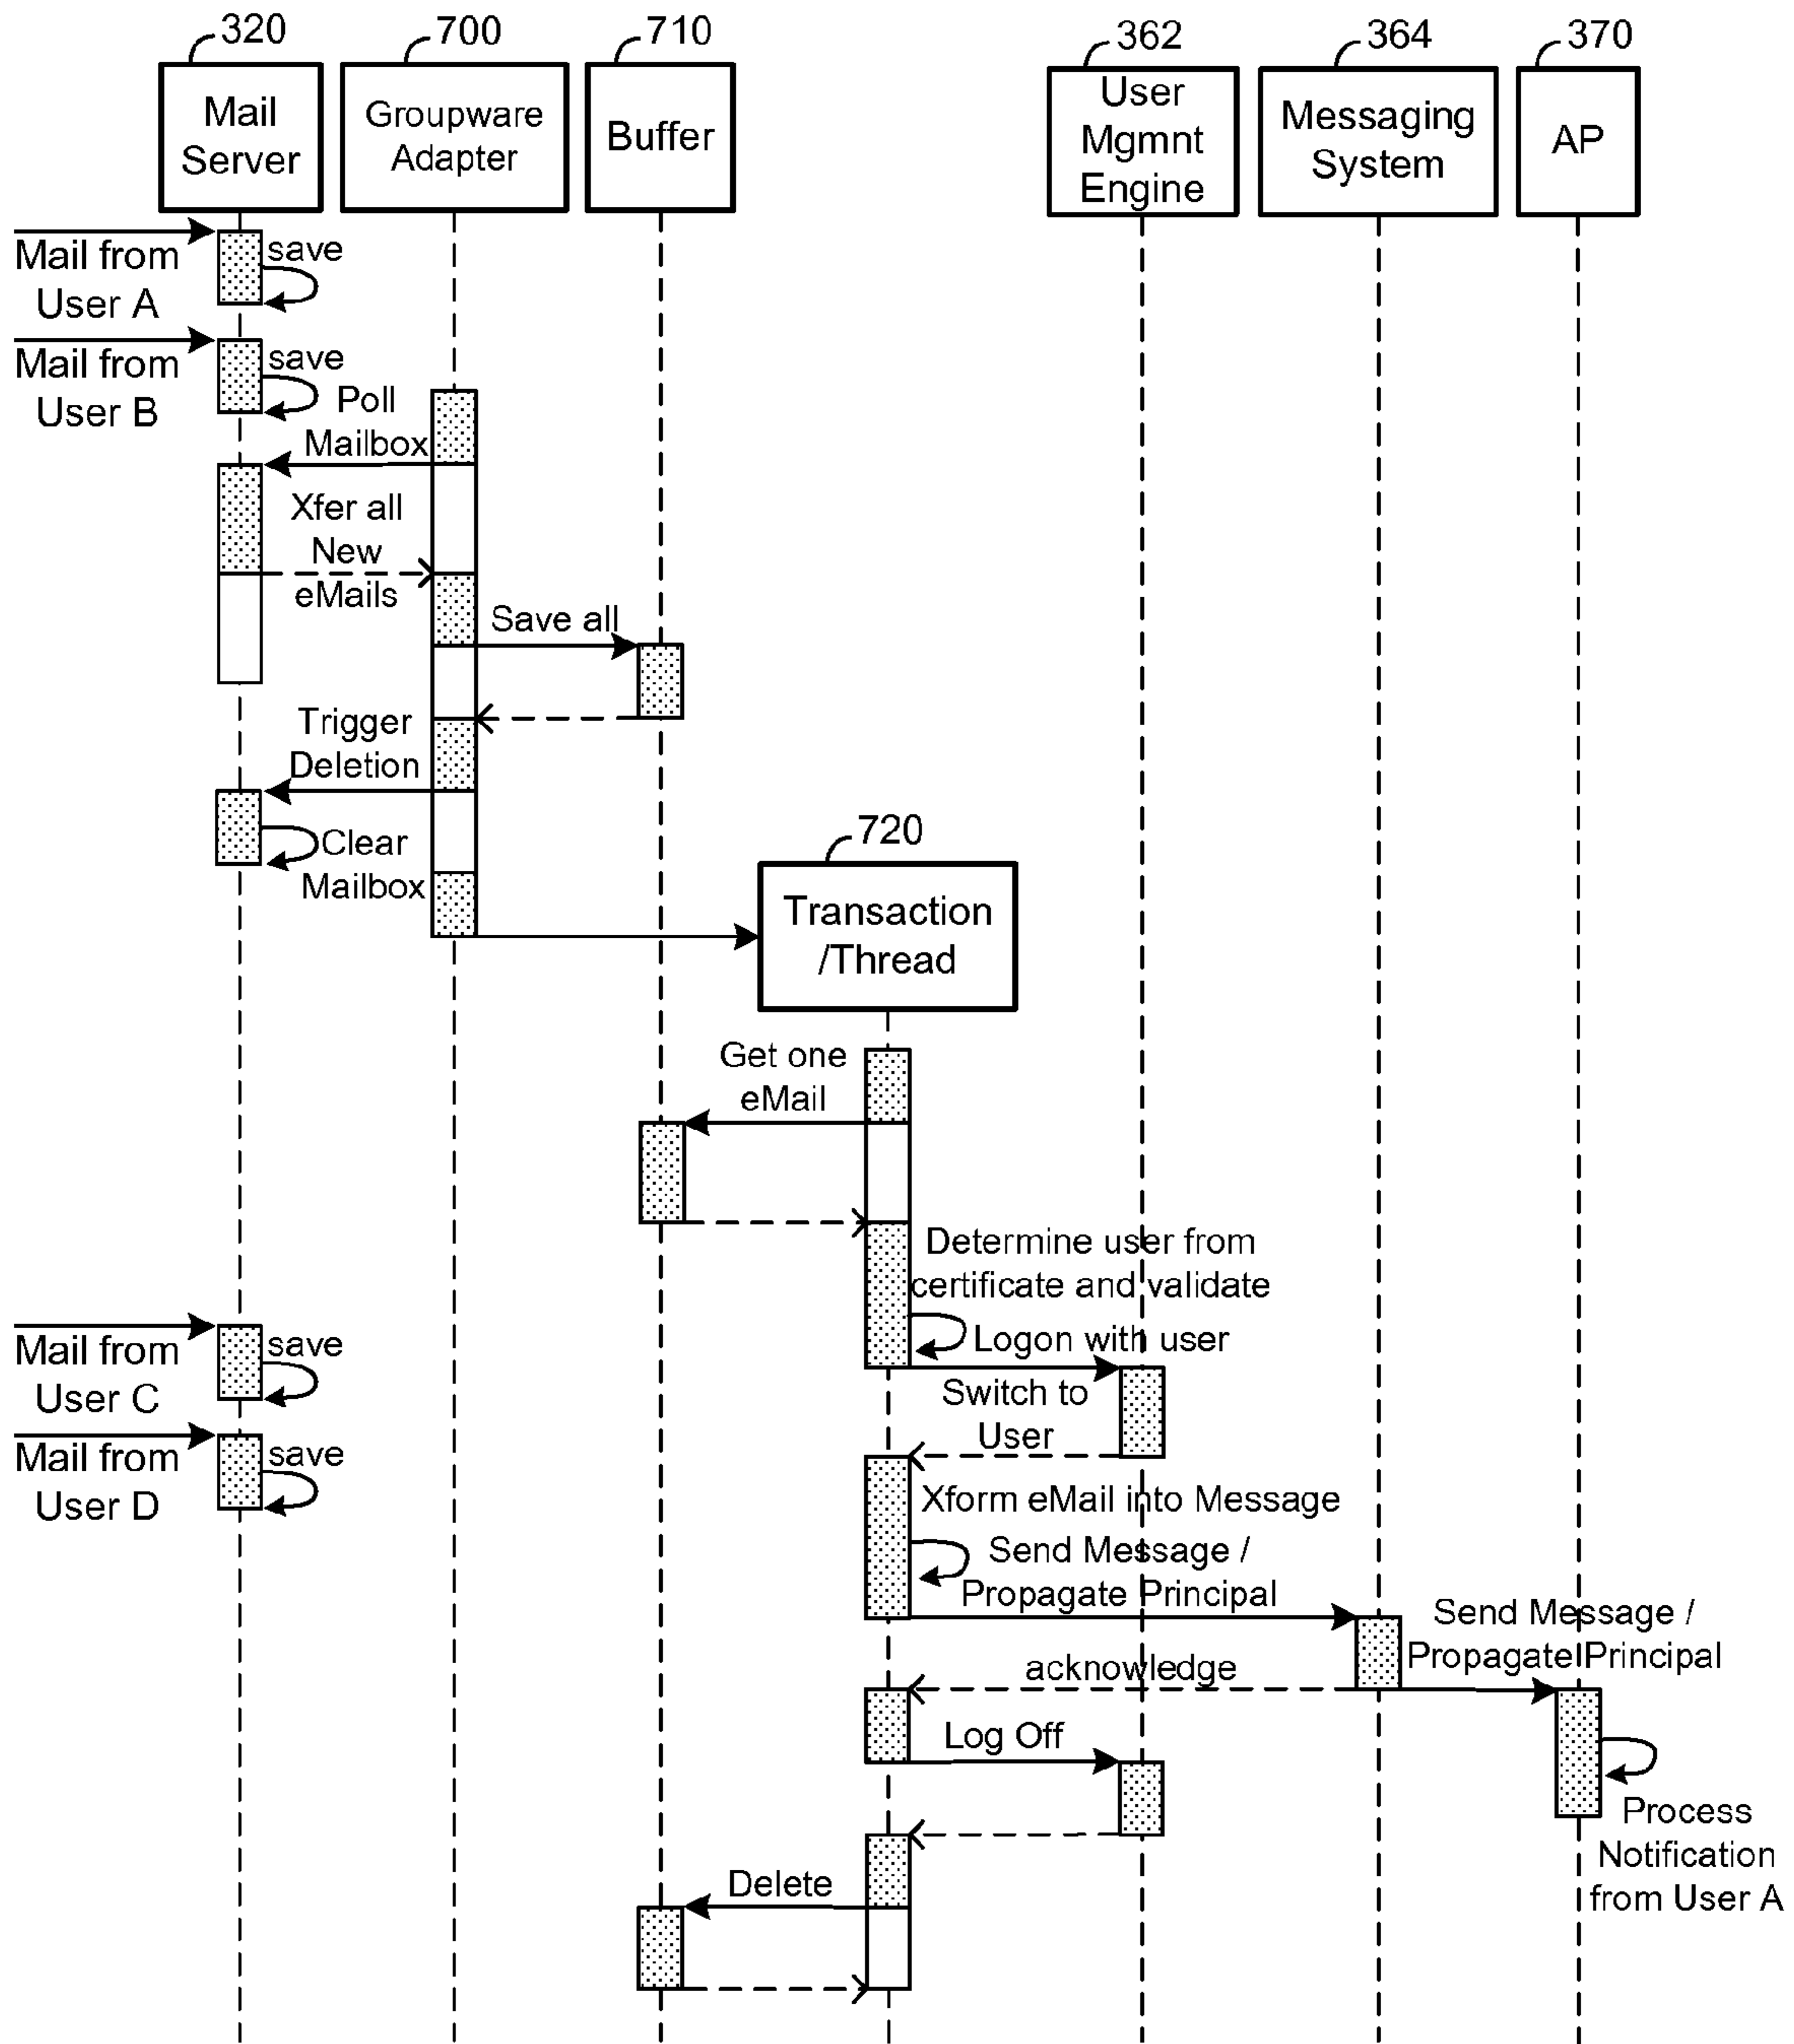 320
700
710
362
364
370
Mail
Server
Groupware
Adapter
Buffer
User
Mgmnt
Engine
Messaging
System
AP
Mail from
User A
save
Mail from
User B
save
Poll
Mailbox
Xfer all
New
eMails
Save all
Trigger
Deletion
Clear
Mailbox
720
Transaction
/Thread
Get one
eMail
Determine user from
certificate and validate
Logon with user
Mail from
User C
save
Switch to
User
Mail from
User D
save
Xform eMail into Message
Send Message /
Propagate Principal
Send Message /
Propagate Principal
acknowledge
Log Off
Process
Notification
from User A
Delete